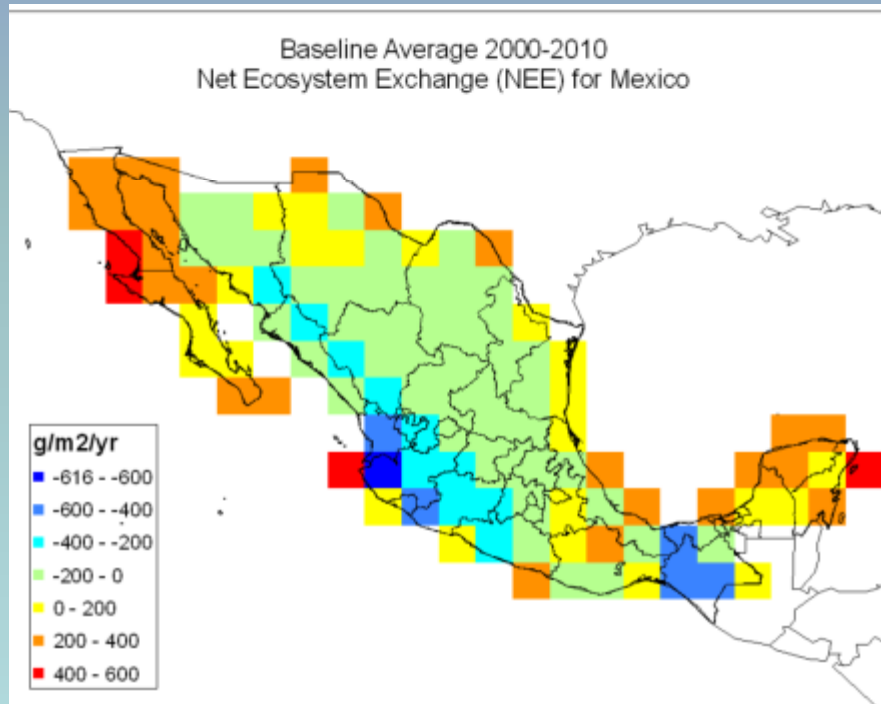 Baseline Average 2000-2010
Net Ecosystem Exchange (NEE) for Mexico
g/m2/yr
-616 - -600
-600 - -400
-400 - -200
-200 - 0
0 - 200
200 - 400
400 - 600